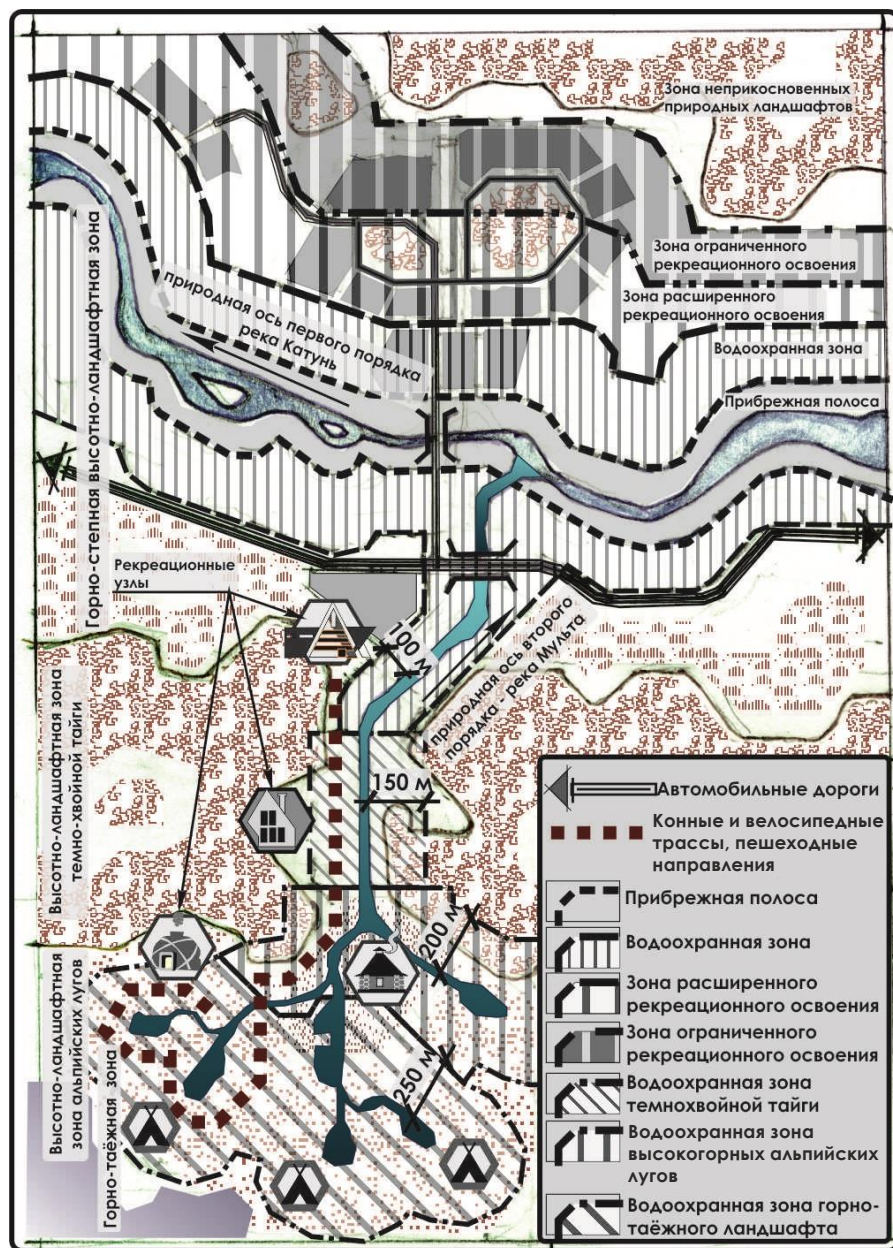 Зона неприкосновенных
природных ландшафтов
Зона ограниченного
рекреационного освоения
Зона расширенного
рекреационного освоения
Водоохранная зона
Прибрежная полоса
природная ось первого порядка
река Катунь
Горно-степная высотно-ландшафтная зона
Рекреационные
узлы
100 м
природная ось второго
порядка - река Мульта
150 м
Высотно-ландшафтная зона
темно-хвойной тайги
200 м
250 м
Высотно-ландшафтная
зона альпийских лугов
Горно-таёжная зона
Автомобильные дороги
Конные и велосипедные
трассы, пешеходные
направления
Прибрежная полоса
Водоохранная зона
Зона расширенного
рекреационного освоения
Зона ограниченного
рекреационного освоения
Водоохранная зона
темнохвойной тайги
Водоохранная зона
высокогорных альпийских
лугов
Водоохранная зона горно-
таёжного ландшафта